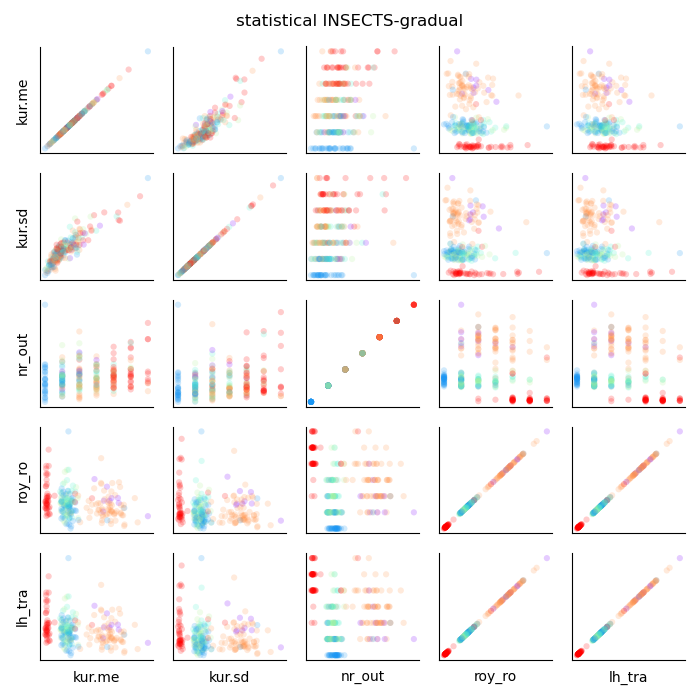 statistical INSECTS-gradual
kur.me
kur.sd
nr_out
roy_ro
lh_tra
kur.me
kur.sd
nr_out
roy_ro
lh_tra